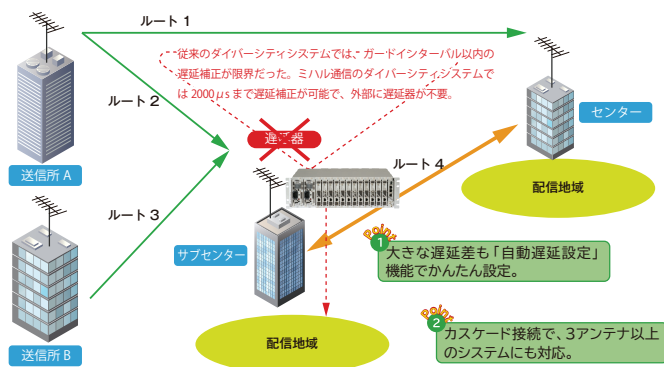 ルート 1
従来のダイバーシティシステムでは、ガードインターバル以内の
遅延補正が限界だった。ミハル通信のダイバーシティシステムで
は 2000μs まで遅延補正が可能で、外部に遅延器が不要。
ルート 2
遅延器
センター
送信所 A
ルート 4
配信地域
ルート 3
サブセンター
Point
1
大きな遅延差も「自動遅延設定」
機能でかんたん設定。
Point
2
カスケード接続で、3アンテナ以上
のシステムにも対応。
配信地域
送信所 B